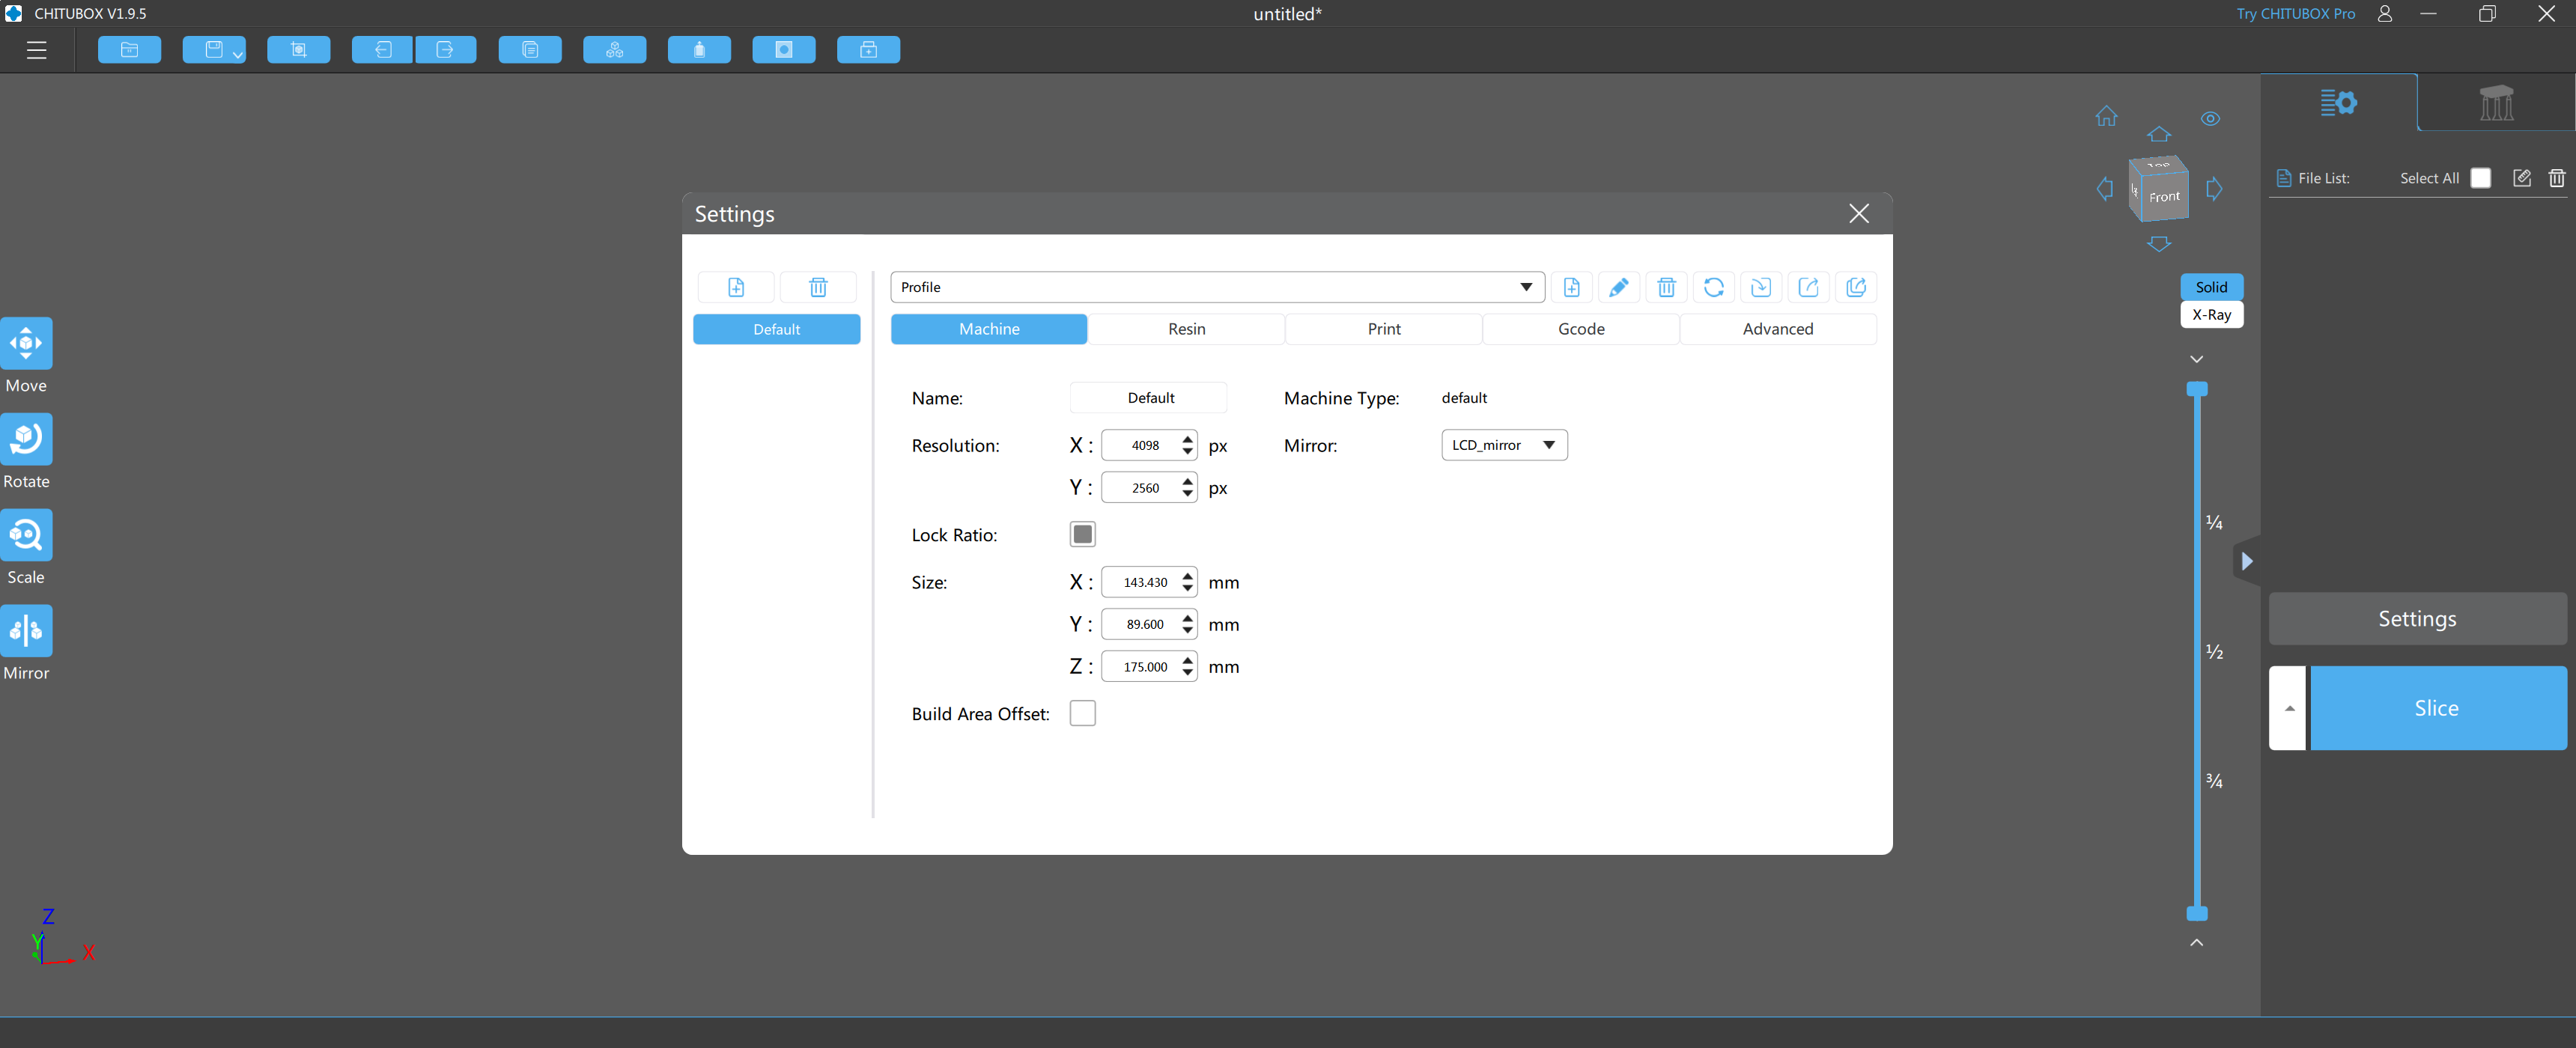 CHITUBOX V1.9.5
untitled*
Try CHITUBOX Pro
File List:
Select All
Top
Front
Solid
X-Ray
Move
Rotate
Scale
Mirror
Settings
Profile
Default
Machine
Resin
Print
Gcode
Advanced
Name:
Default
Machine Type:
default
Resolution:
X :
4098
px
Mirror:
LCD_mirror
Y :
2560
px
Lock Ratio:
Size:
X :
143.430
mm
Y :
89.600
mm
Z :
175.000
mm
Build Area Offset:
¼
½
¾
Settings
Slice
Z
Y
X